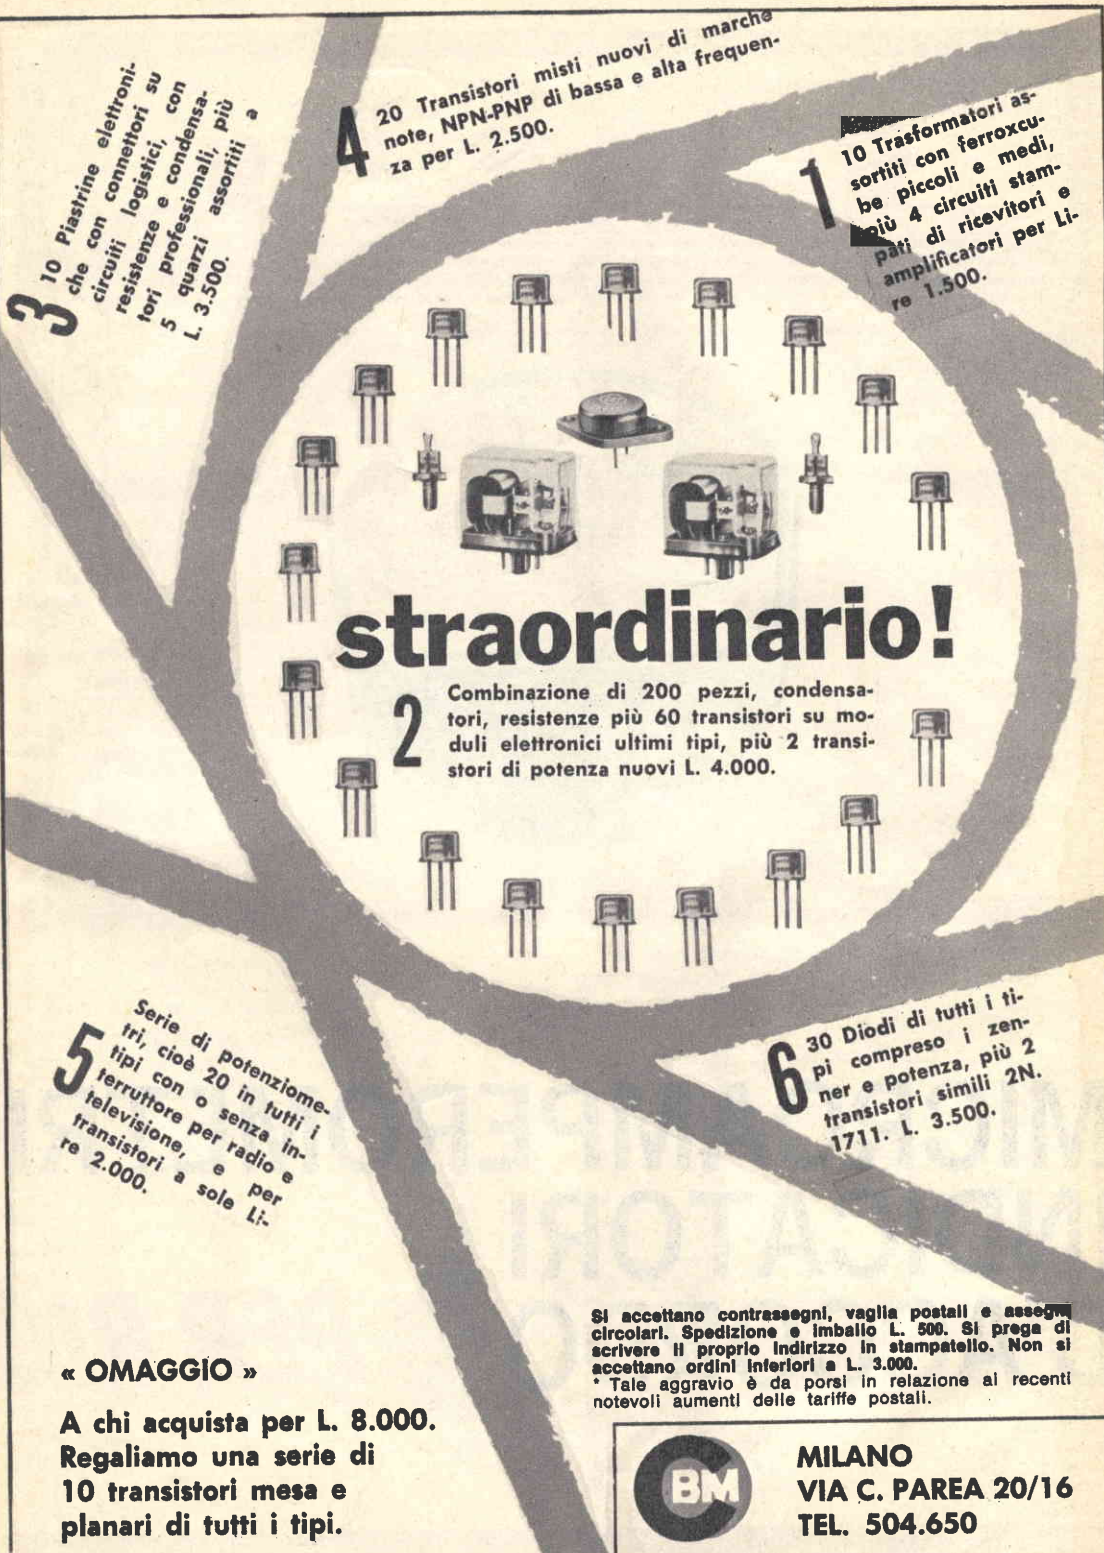 3
10 Piastrine elettroni-
che con connettori su
circuiti logistici, con
resistenze e condensa-
tori professionali, più
5 quarzi assortiti a
L. 3.500.
4
20 Transistori misti nuovi di marche
note, NPN-PNP di bassa e alta frequen-
za per L. 2.500.
1
10 Trasformatori as-
sortiti con ferroxcu-
be piccoli e medi,
più 4 circuiti stam-
pati di ricevitori e
amplificatori per Li-
re 1.500.
straordinario!
2
Combinazione di 200 pezzi, condensa-
tori, resistenze più 60 transistori su mo-
duli elettronici ultimi tipi, più 2 transi-
stori di potenza nuovi L. 4.000.
5
Serie di potenziome-
tri, cioè 20 in tutti i
tipi con o senza in-
terruttore per radio e
televisione, e per
transistori a sole Li-
re 2.000.
6
30 Diodi di tutti i ti-
pi compreso i zen-
ner e potenza, più 2
transistori simili 2N.
1711. L. 3.500.
Si accettano contrassegni, vaglia postali e assegni
circolari. Spedizione e imballo L. 500. Si prega di
scrivere il proprio indirizzo in stampatello. Non si
accettano ordini inferiori a L. 3.000.
* Tale aggravio è da porsi in relazione ai recenti
notevoli aumenti delle tariffe postali.
« OMAGGIO »
A chi acquista per L. 8.000.
Regaliamo una serie di
10 transistori mesa e
planari di tutti i tipi.
CBM
MILANO
VIA C. PAREA 20/16
TEL. 504.650